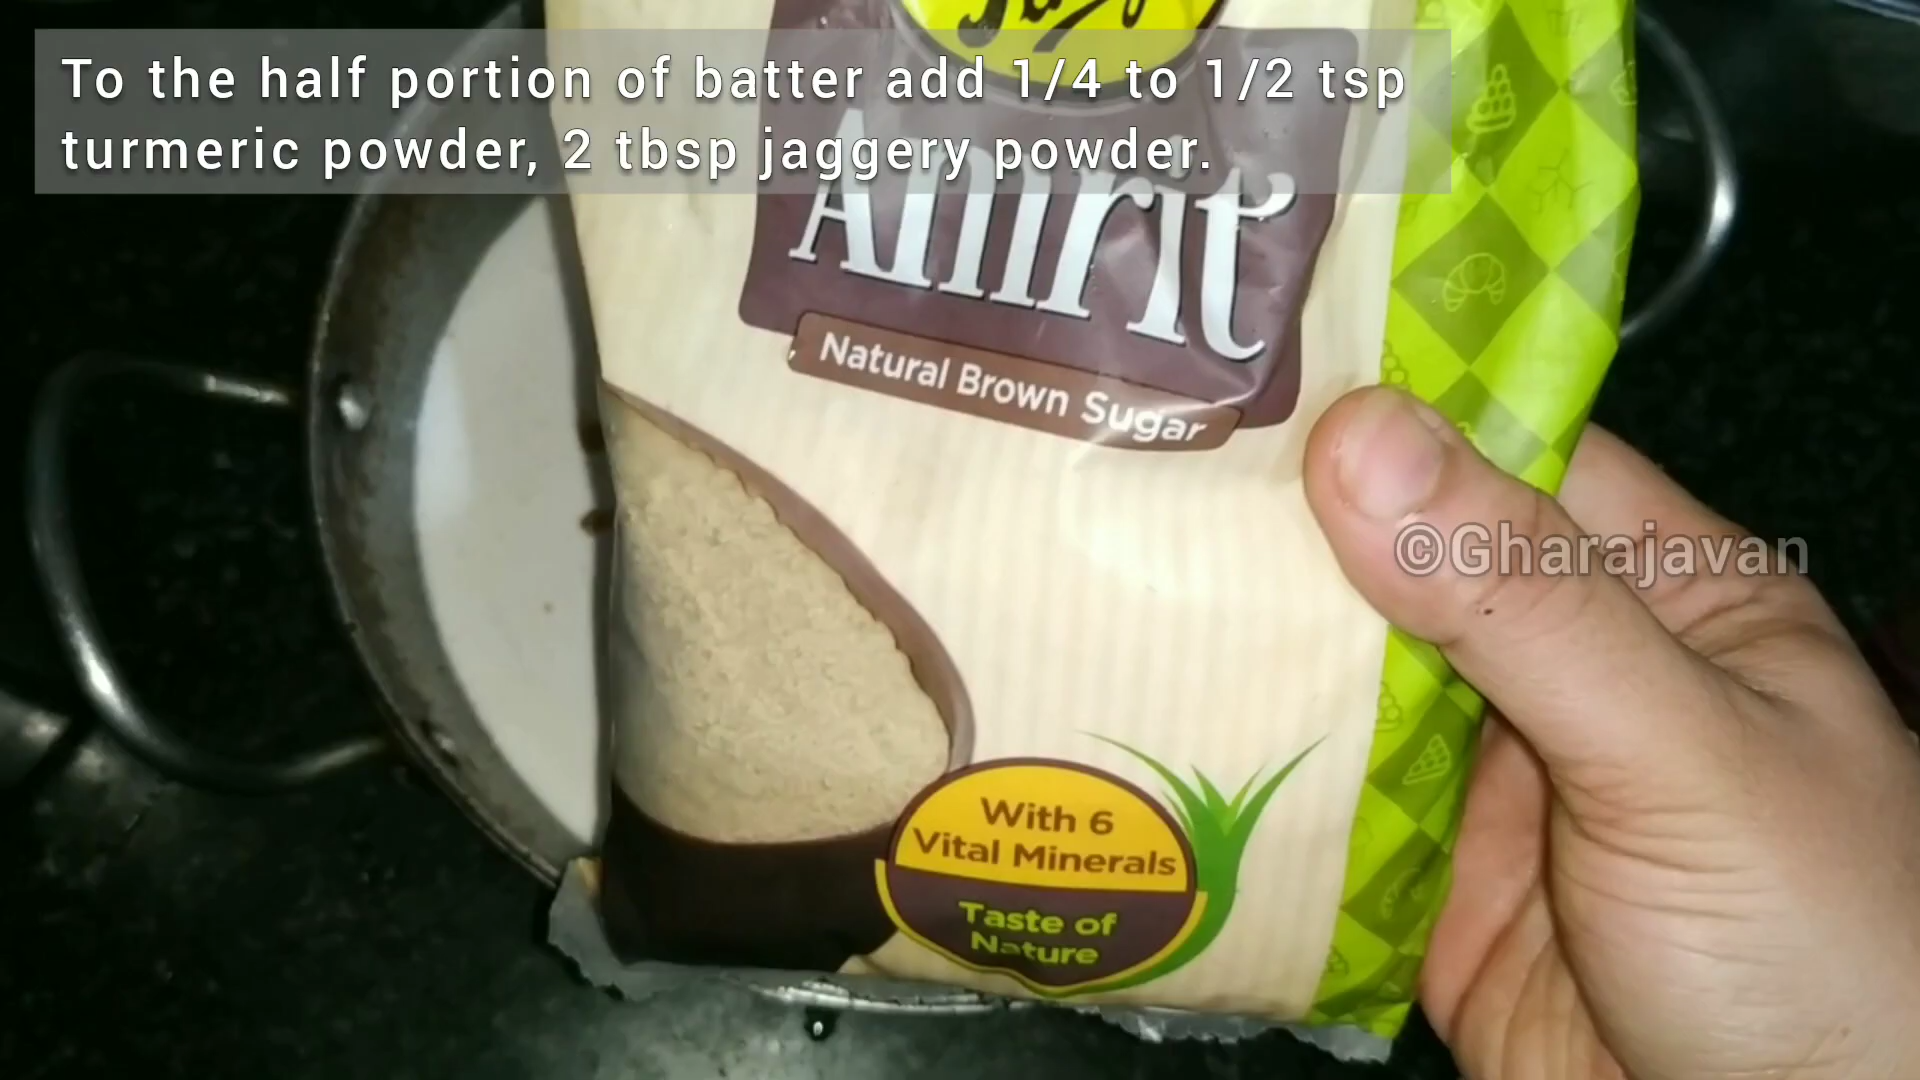 To the half portion of batter add 1/4 to 1/2 tsp
turmeric powder, 2 tbsp jaggery powder.
Amrit
Natural Brown Sugar
©Gharajavan
With 6
Vital Minerals
Taste of
Nature